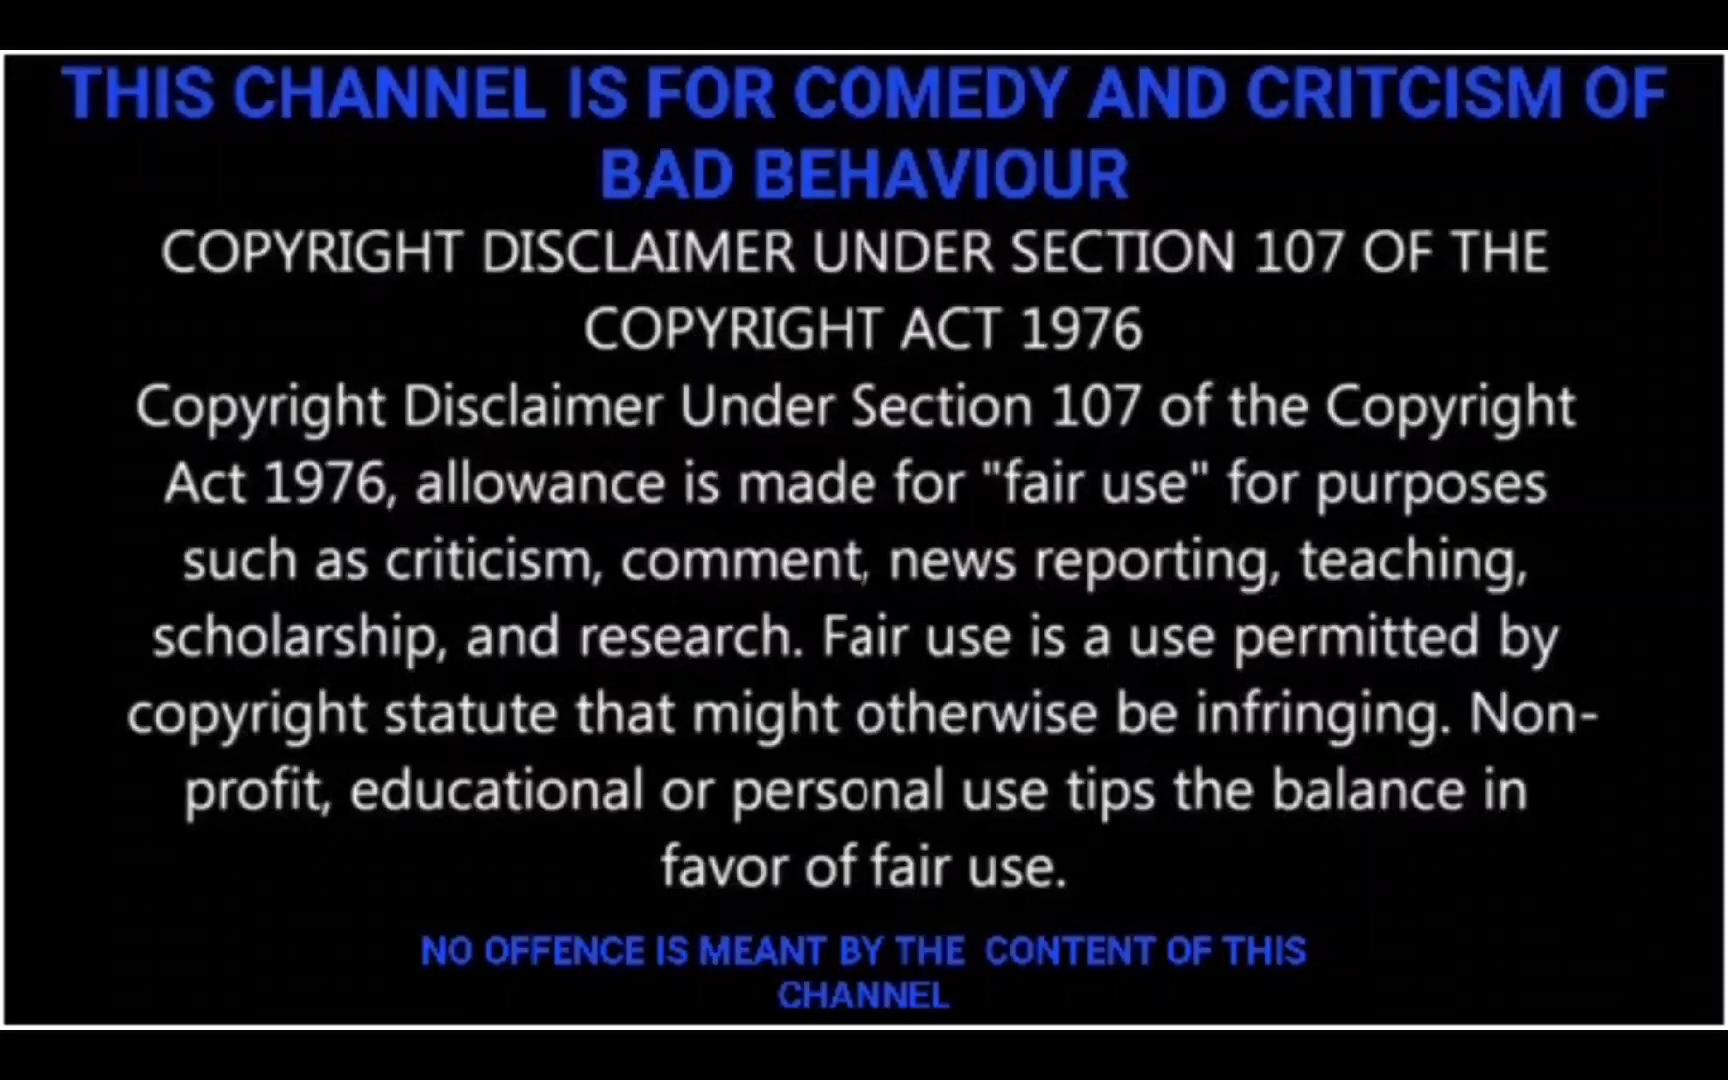 THIS CHANNEL IS FOR COMEDY AND CRITCISM OF
BAD BEHAVIOUR
COPYRIGHT DISCLAIMER UNDER SECTION 107 OF THE
COPYRIGHT ACT 1976
Copyright Disclaimer Under Section 107 of the Copyright
Act 1976, allowance is made for "fair use" for purposes
such as criticism, comment, news reporting, teaching,
scholarship, and research. Fair use is a use permitted by
copyright statute that might otherwise be infringing. Non-
profit, educational or personal use tips the balance in
favor of fair use.
NO OFFENCE IS MEANT BY THE CONTENT OF THIS
CHANNEL